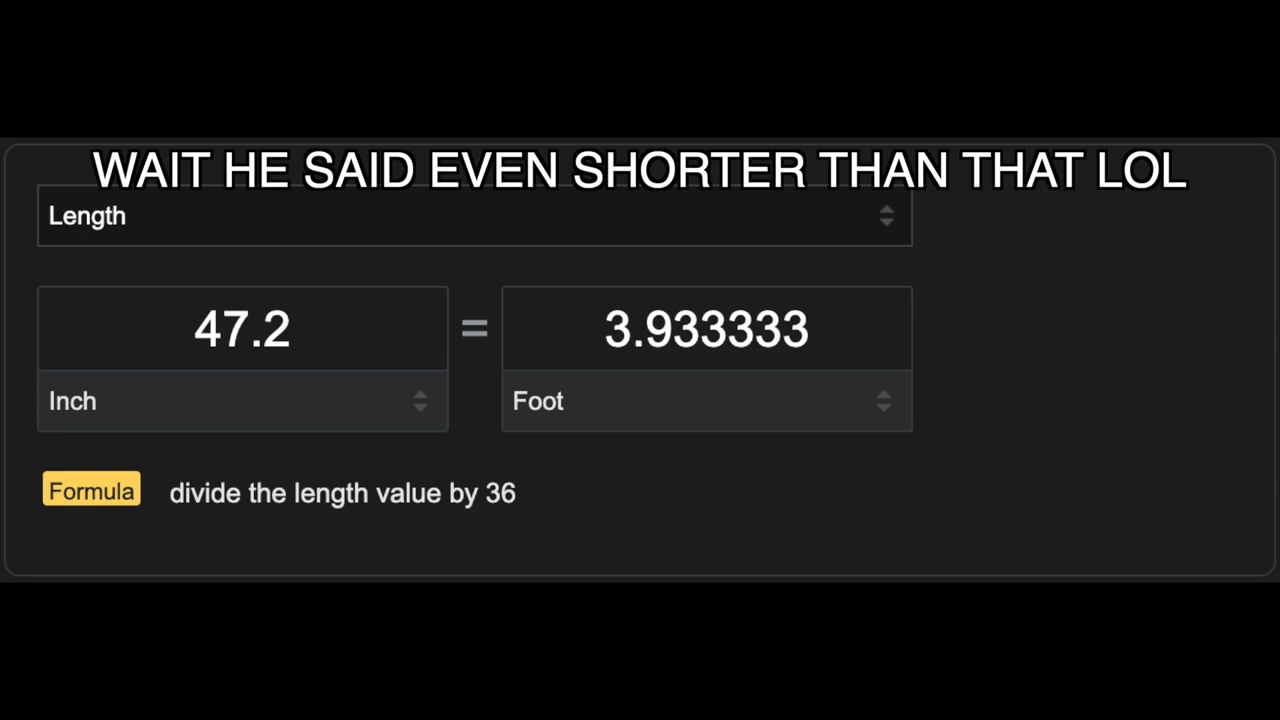 WAIT HE SAID EVEN SHORTER THAN THAT LOL
Length
47.2 = 3.933333
Inch Foot
Formula divide the length value by 36